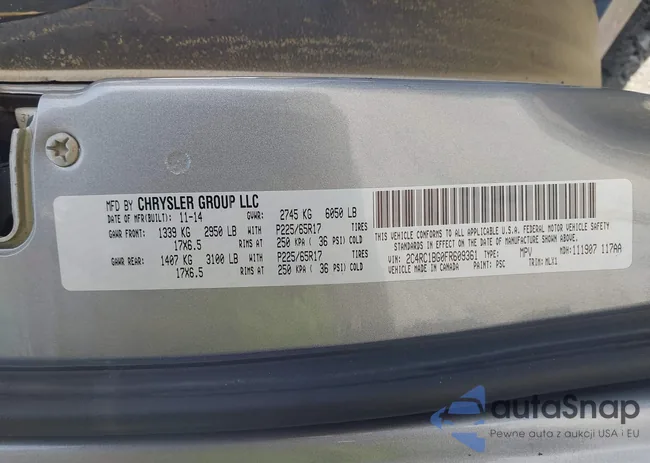 MFD BY CHRYSLER GROUP LLC
DATE OF MFR(BUILT): 11-14 GVWR: 2745 KG 6050 LB
GAWR FRONT: 1339 KG 2950 LB WITH P225/65R17 TIRES
17X6.5 RIMS AT 250 KPA ( 36 PSI) COLD
GAWR REAR: 1407 KG 3100 LB WITH P225/65R17 TIRES
17X6.5 RIMS AT 250 KPA ( 36 PSI) COLD
THIS VEHICLE CONFORMS TO ALL APPLICABLE U.S.A. FEDERAL MOTOR VEHICLE SAFETY
STANDARDS IN EFFECT ON THE DATE OF MANUFACTURE SHOWN ABOVE.
VIN: 2C4RC1BG0FR609361 TYPE: MPV MDH: 111907 117AA
VEHICLE MADE IN CANADA PAINT: PSC TRIM: MLX1
autoSnap
Pewne auta z aukcji USA i EU